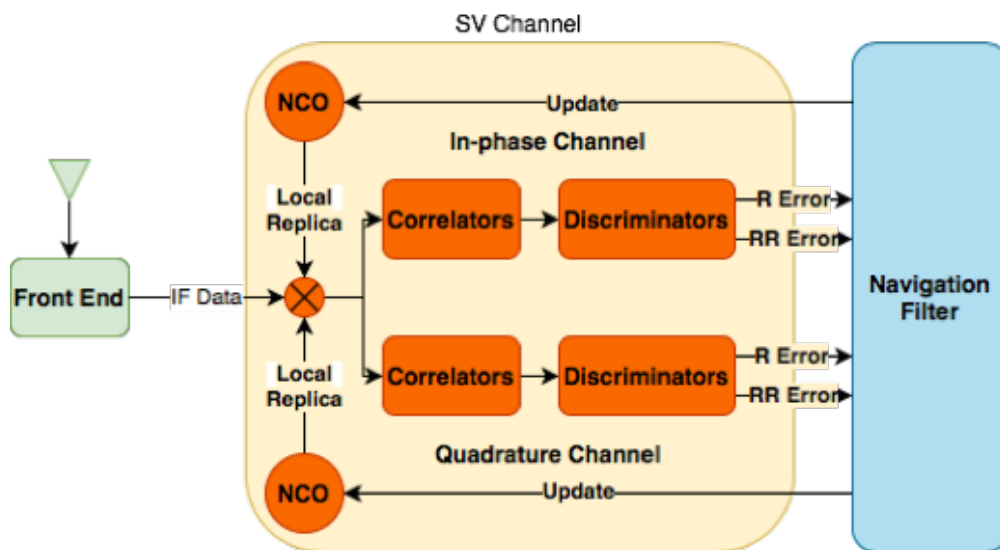 SV Channel
NCO
Update
In-phase Channel
Local
Replica
Correlators
Discriminators
R Error
RR Error
Front End
IF Data
Navigation
Filter
Local
Replica
Correlators
Discriminators
R Error
RR Error
Quadrature Channel
NCO
Update